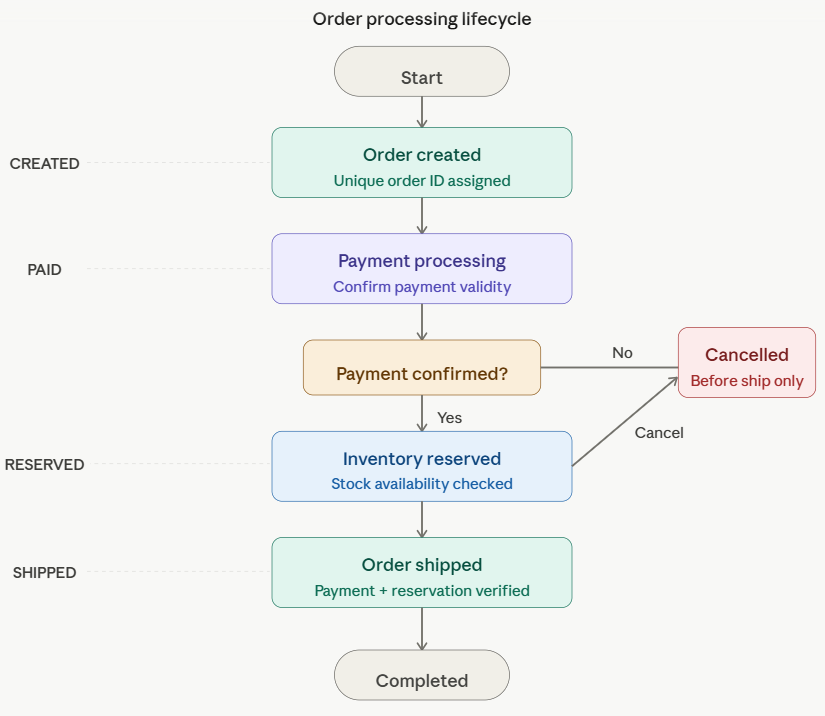 Order processing lifecycle
Start
CREATED
Order created
Unique order ID assigned
PAID
Payment processing
Confirm payment validity
Payment confirmed?
No
Cancelled
Before ship only
Yes
Cancel
RESERVED
Inventory reserved
Stock availability checked
SHIPPED
Order shipped
Payment + reservation verified
Completed